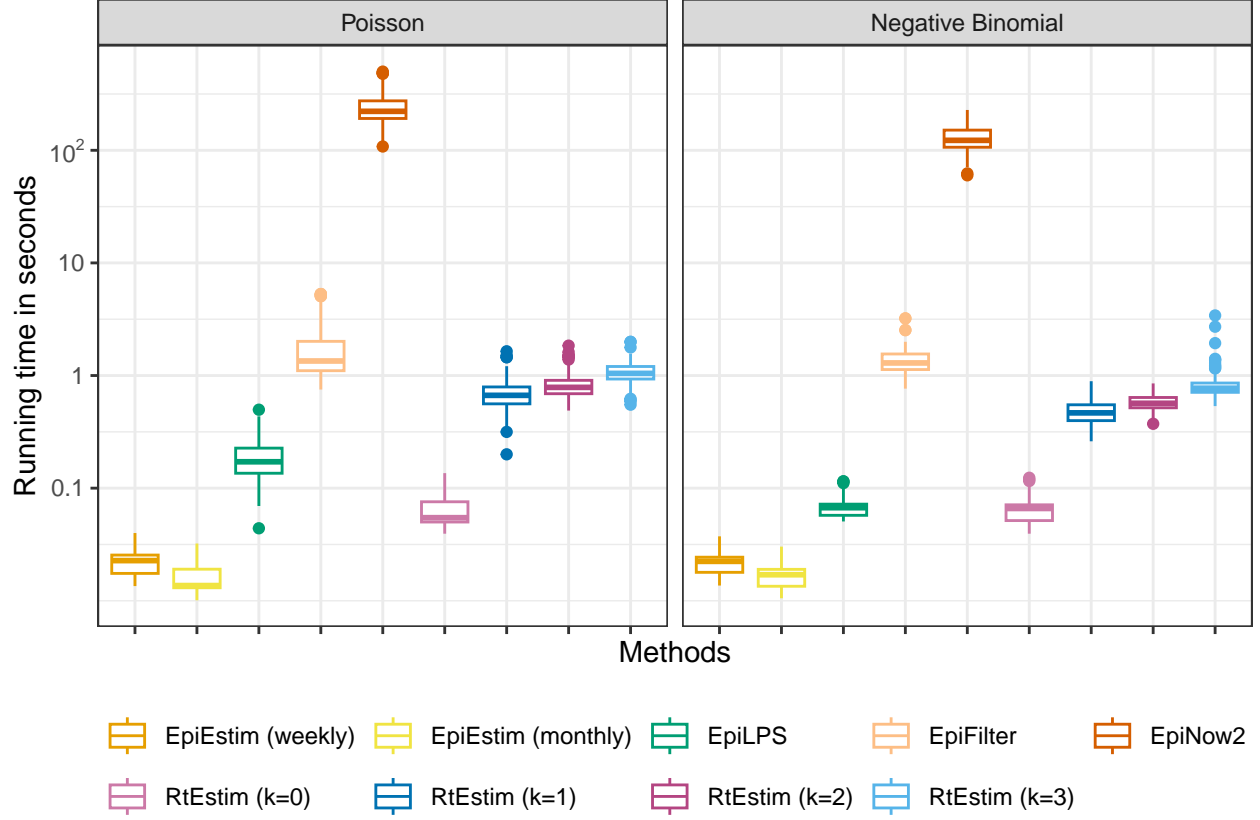 Poisson
Negative Binomial
Running time in seconds
10²
10
1
0.1
Methods
EpiEstim (weekly)
EpiEstim (monthly)
EpiLPS
EpiFilter
EpiNow2
RtEstim (k=0)
RtEstim (k=1)
RtEstim (k=2)
RtEstim (k=3)